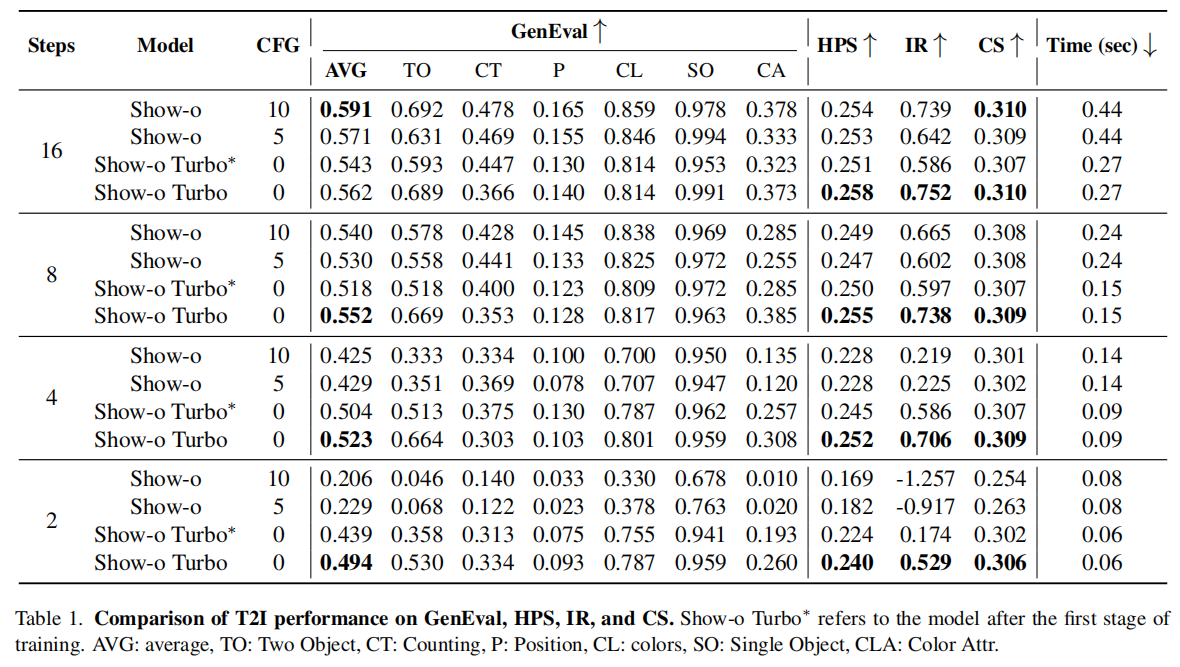 Steps Model CFG GenEval ↑ HPS ↑ IR ↑ CS ↑ Time (sec) ↓
AVG TO CT P CL SO CA
16
Show-o 10 0.591 0.692 0.478 0.165 0.859 0.978 0.378 0.254 0.739 0.310 0.44
Show-o 5 0.571 0.631 0.469 0.155 0.846 0.994 0.333 0.253 0.642 0.309 0.44
Show-o Turbo* 0 0.543 0.593 0.447 0.130 0.814 0.953 0.323 0.251 0.586 0.307 0.27
Show-o Turbo 0 0.562 0.689 0.366 0.140 0.814 0.991 0.373 0.258 0.752 0.310 0.27
8
Show-o 10 0.540 0.578 0.428 0.145 0.838 0.969 0.285 0.249 0.665 0.308 0.24
Show-o 5 0.530 0.558 0.441 0.133 0.825 0.972 0.255 0.247 0.602 0.308 0.24
Show-o Turbo* 0 0.518 0.518 0.400 0.123 0.809 0.972 0.285 0.250 0.597 0.307 0.15
Show-o Turbo 0 0.552 0.669 0.353 0.128 0.817 0.963 0.385 0.255 0.738 0.309 0.15
4
Show-o 10 0.425 0.333 0.334 0.100 0.700 0.950 0.135 0.228 0.219 0.301 0.14
Show-o 5 0.429 0.351 0.369 0.078 0.707 0.947 0.120 0.228 0.225 0.302 0.14
Show-o Turbo* 0 0.504 0.513 0.375 0.130 0.787 0.962 0.257 0.245 0.586 0.307 0.09
Show-o Turbo 0 0.523 0.664 0.303 0.103 0.801 0.959 0.308 0.252 0.706 0.309 0.09
2
Show-o 10 0.206 0.046 0.140 0.033 0.330 0.678 0.010 0.169 -1.257 0.254 0.08
Show-o 5 0.229 0.068 0.122 0.023 0.378 0.763 0.020 0.182 -0.917 0.263 0.08
Show-o Turbo* 0 0.439 0.358 0.313 0.075 0.755 0.941 0.193 0.224 0.174 0.302 0.06
Show-o Turbo 0 0.494 0.530 0.334 0.093 0.787 0.959 0.260 0.240 0.529 0.306 0.06
Table 1. Comparison of T2I performance on GenEval, HPS, IR, and CS. Show-o Turbo* refers to the model after the first stage of
training. AVG: average, TO: Two Object, CT: Counting, P: Position, CL: colors, SO: Single Object, CLA: Color Attr.